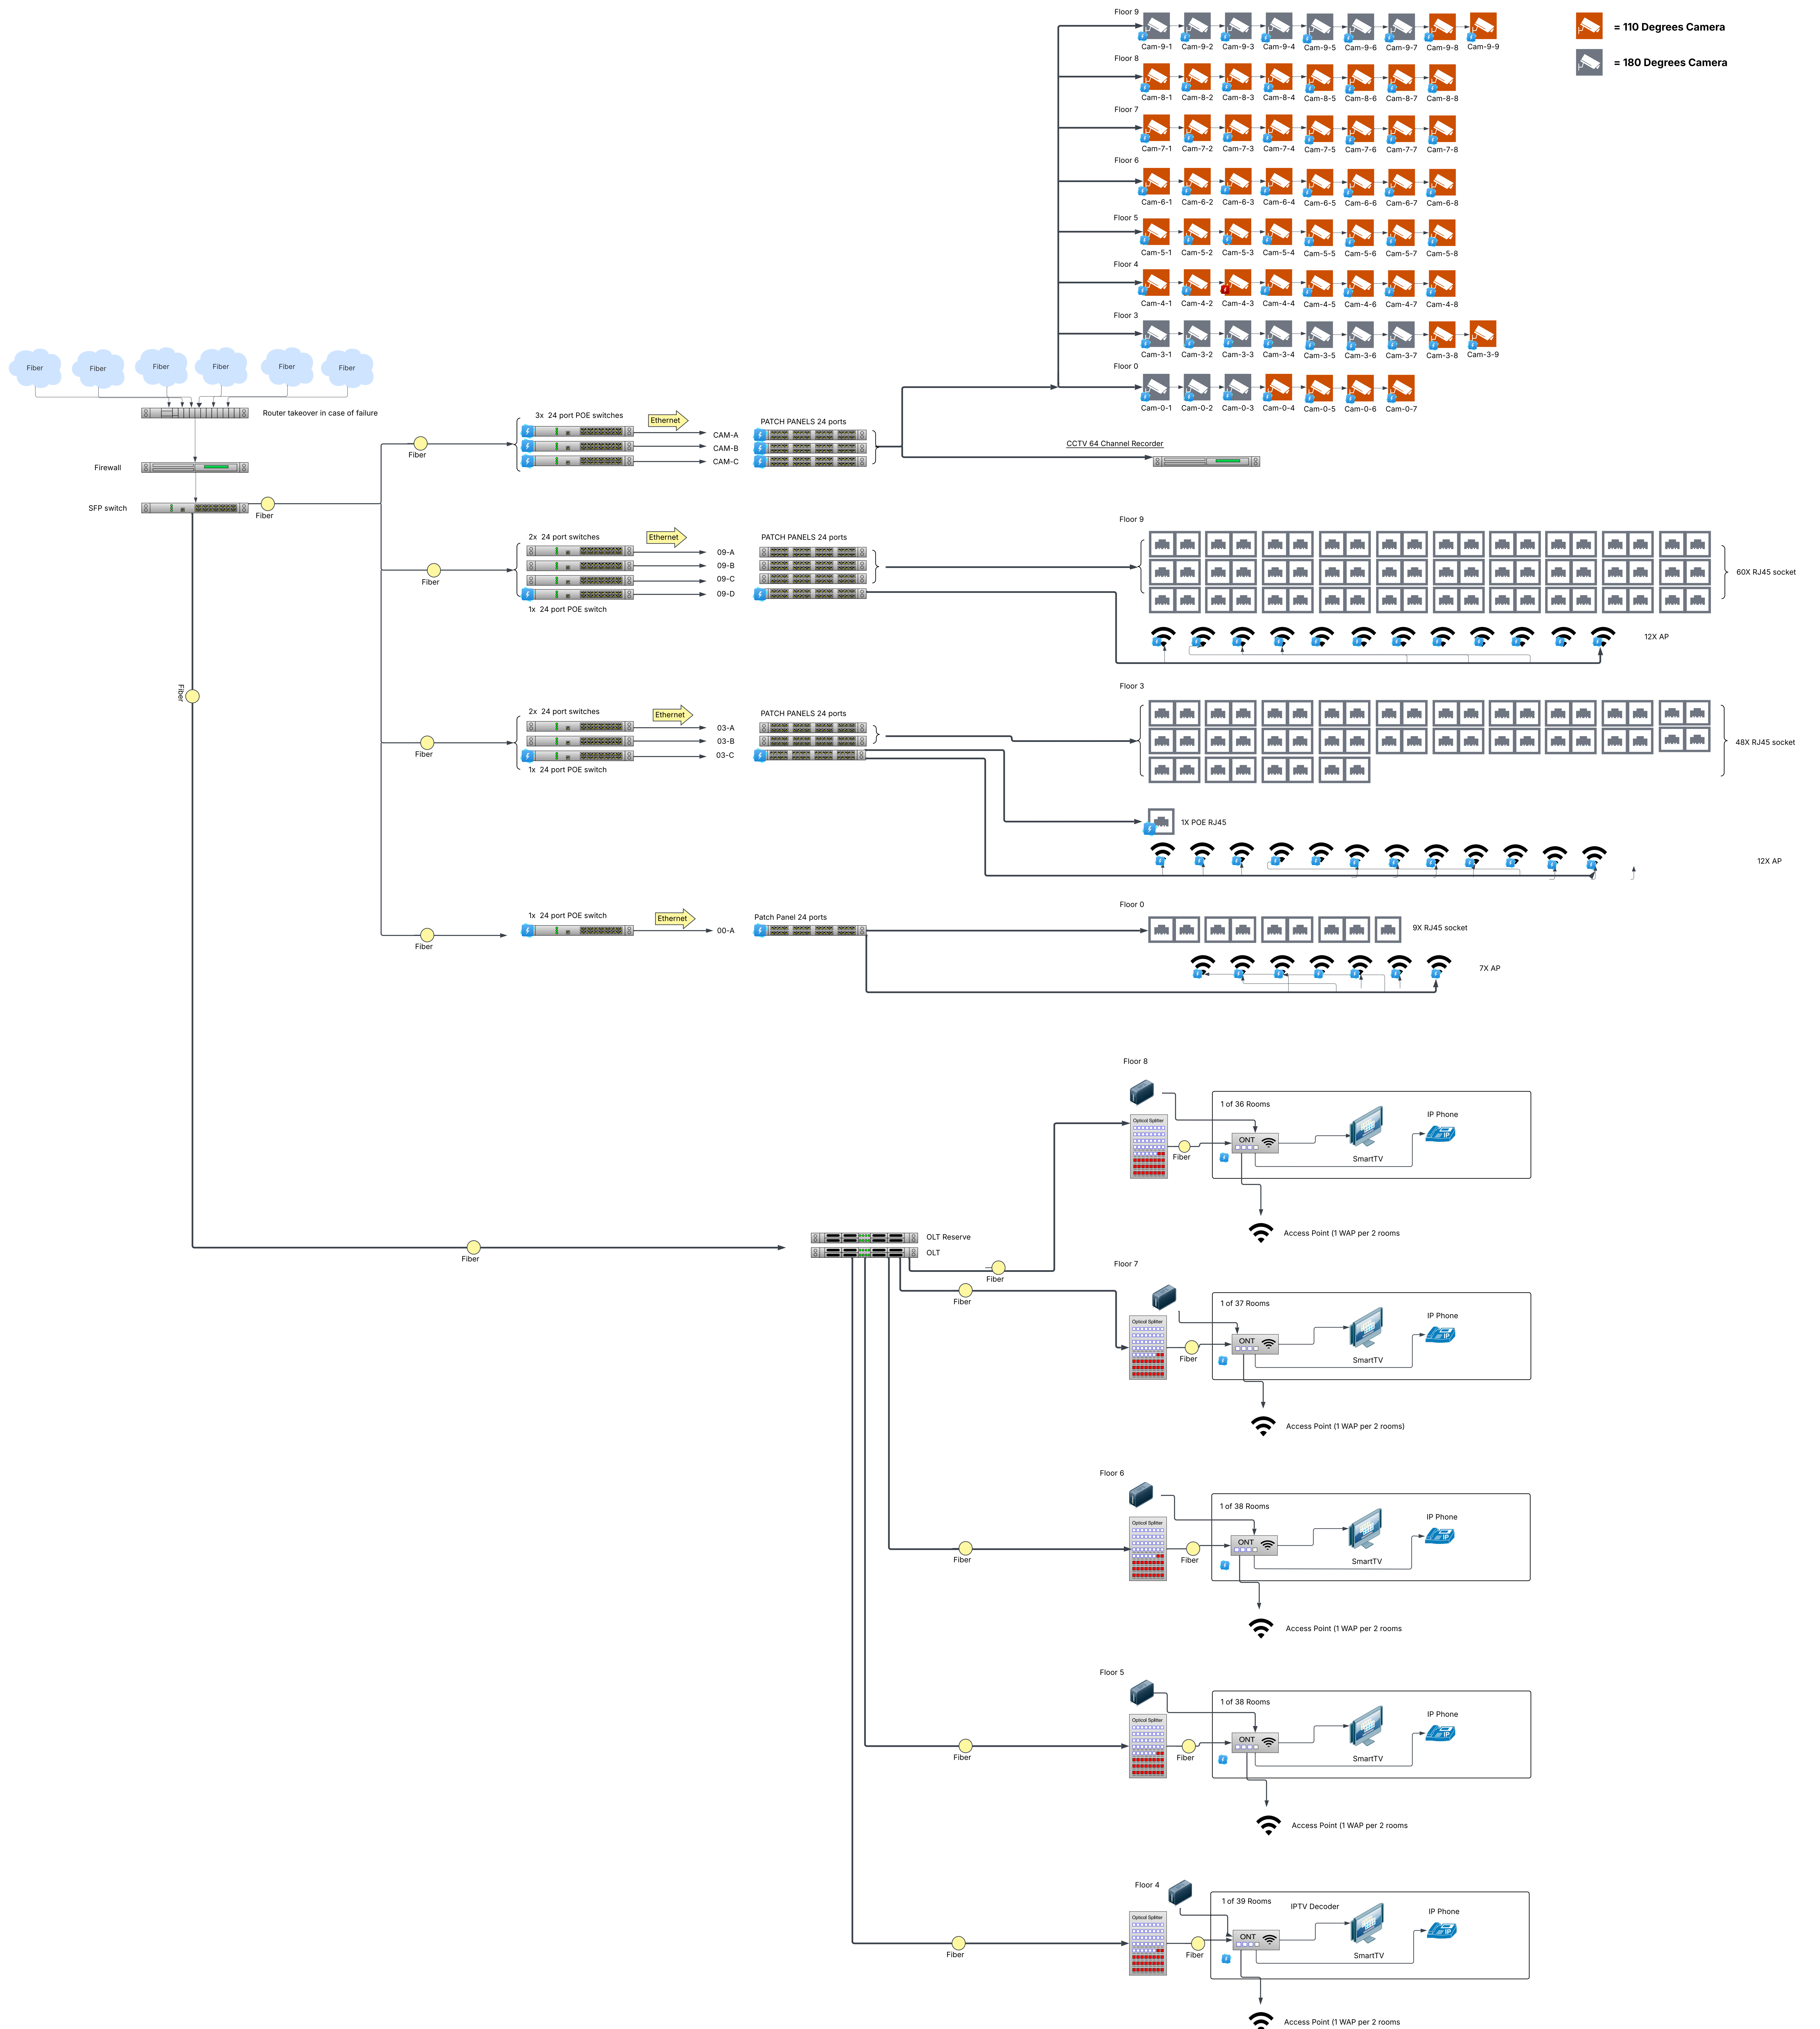 Floor 9
= 110 Degrees Camera
Cam-9-1 Cam-9-2 Cam-9-3 Cam-9-4 Cam-9-5 Cam-9-6 Cam-9-7 Cam-9-8 Cam-9-9
= 180 Degrees Camera
Floor 8
Cam-8-1 Cam-8-2 Cam-8-3 Cam-8-4 Cam-8-5 Cam-8-6 Cam-8-7 Cam-8-8
Floor 7
Cam-7-1 Cam-7-2 Cam-7-3 Cam-7-4 Cam-7-5 Cam-7-6 Cam-7-7 Cam-7-8
Floor 6
Cam-6-1 Cam-6-2 Cam-6-3 Cam-6-4 Cam-6-5 Cam-6-6 Cam-6-7 Cam-6-8
Floor 5
Cam-5-1 Cam-5-2 Cam-5-3 Cam-5-4 Cam-5-5 Cam-5-6 Cam-5-7 Cam-5-8
Floor 4
Cam-4-1 Cam-4-2 Cam-4-3 Cam-4-4 Cam-4-5 Cam-4-6 Cam-4-7 Cam-4-8
Floor 3
Cam-3-1 Cam-3-2 Cam-3-3 Cam-3-4 Cam-3-5 Cam-3-6 Cam-3-7 Cam-3-8 Cam-3-9
Floor 0
Cam-0-1 Cam-0-2 Cam-0-3 Cam-0-4 Cam-0-5 Cam-0-6 Cam-0-7
Fiber Fiber Fiber Fiber Fiber Fiber
Router takeover in case of failure
Firewall
SFP switch
Fiber
Fiber
3x 24 port POE switches
Ethernet
CAM-A
CAM-B
CAM-C
PATCH PANELS 24 ports
CCTV 64 Channel Recorder
Fiber
2x 24 port switches
Ethernet
09-A
09-B
09-C
09-D
1x 24 port POE switch
PATCH PANELS 24 ports
Floor 9
60X RJ45 socket
12X AP
Fiber
Fiber
2x 24 port switches
Ethernet
03-A
03-B
03-C
1x 24 port POE switch
PATCH PANELS 24 ports
Floor 3
48X RJ45 socket
1X POE RJ45
12X AP
Fiber
1x 24 port POE switch
Ethernet
00-A
Patch Panel 24 ports
Floor 0
9X RJ45 socket
7X AP
Floor 8
Optical Splitter
Fiber
1 of 36 Rooms
ONT
SmartTV
IP Phone
IP
Access Point (1 WAP per 2 rooms
Fiber
OLT Reserve
OLT
Fiber
Fiber
Floor 7
Optical Splitter
Fiber
1 of 37 Rooms
ONT
SmartTV
IP Phone
IP
Access Point (1 WAP per 2 rooms)
Floor 6
Fiber
Optical Splitter
Fiber
1 of 38 Rooms
ONT
SmartTV
IP Phone
IP
Access Point (1 WAP per 2 rooms
Floor 5
Fiber
Optical Splitter
Fiber
1 of 38 Rooms
ONT
SmartTV
IP Phone
IP
Access Point (1 WAP per 2 rooms
Floor 4
Fiber
Optical Splitter
Fiber
1 of 39 Rooms
IPTV Decoder
ONT
SmartTV
IP Phone
IP
Access Point (1 WAP per 2 rooms